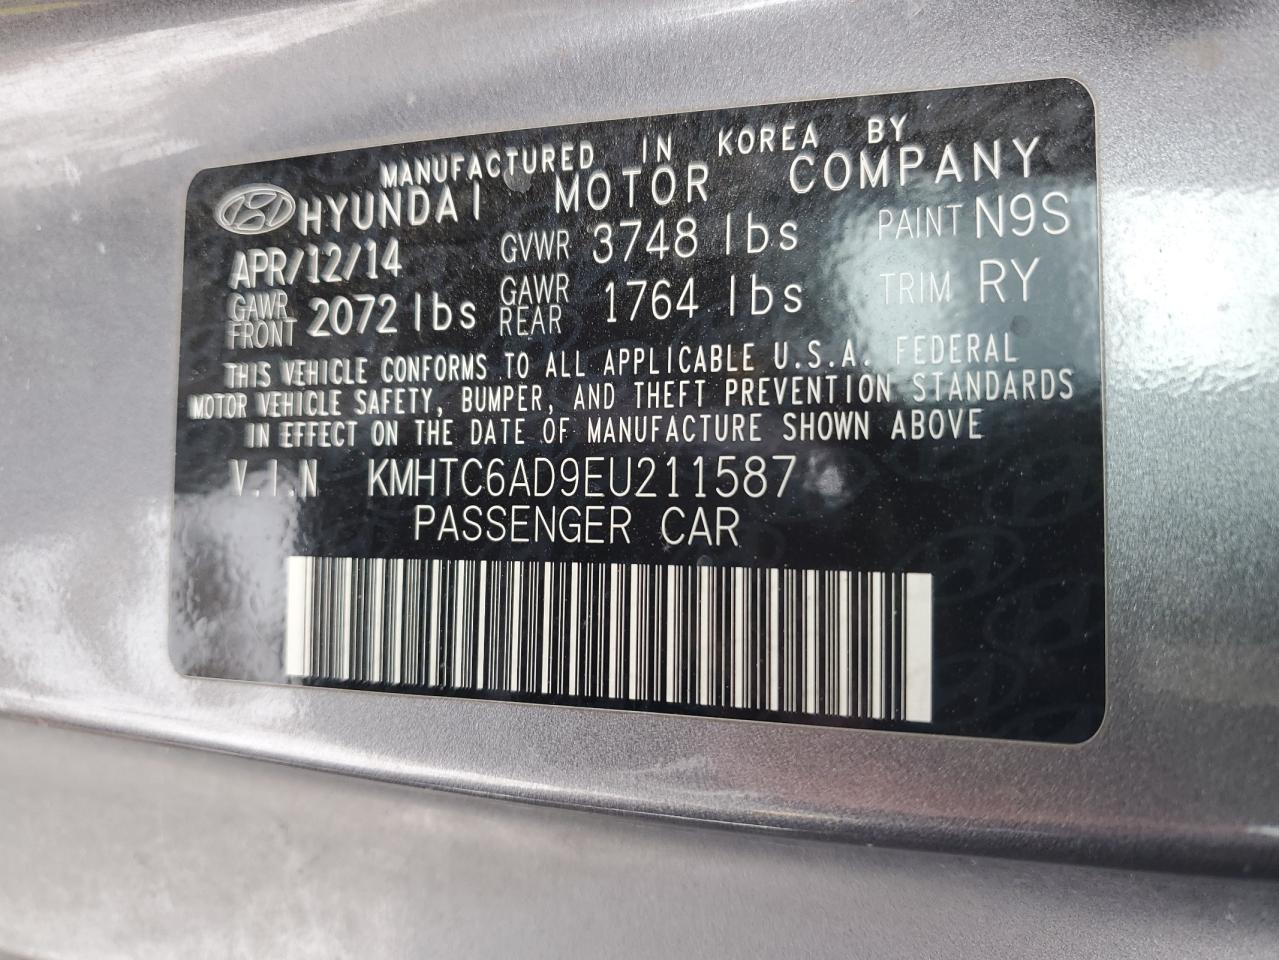 MANUFACTURED IN KOREA BY
HYUNDAI MOTOR COMPANY
APR/12/14 GVWR 3748 lbs PAINT N9S
GAWR FRONT 2072 lbs GAWR REAR 1764 lbs TRIM RY
THIS VEHICLE CONFORMS TO ALL APPLICABLE U.S.A. FEDERAL
MOTOR VEHICLE SAFETY, BUMPER, AND THEFT PREVENTION STANDARDS
IN EFFECT ON THE DATE OF MANUFACTURE SHOWN ABOVE
V.I.N KMHTC6AD9EU211587
PASSENGER CAR